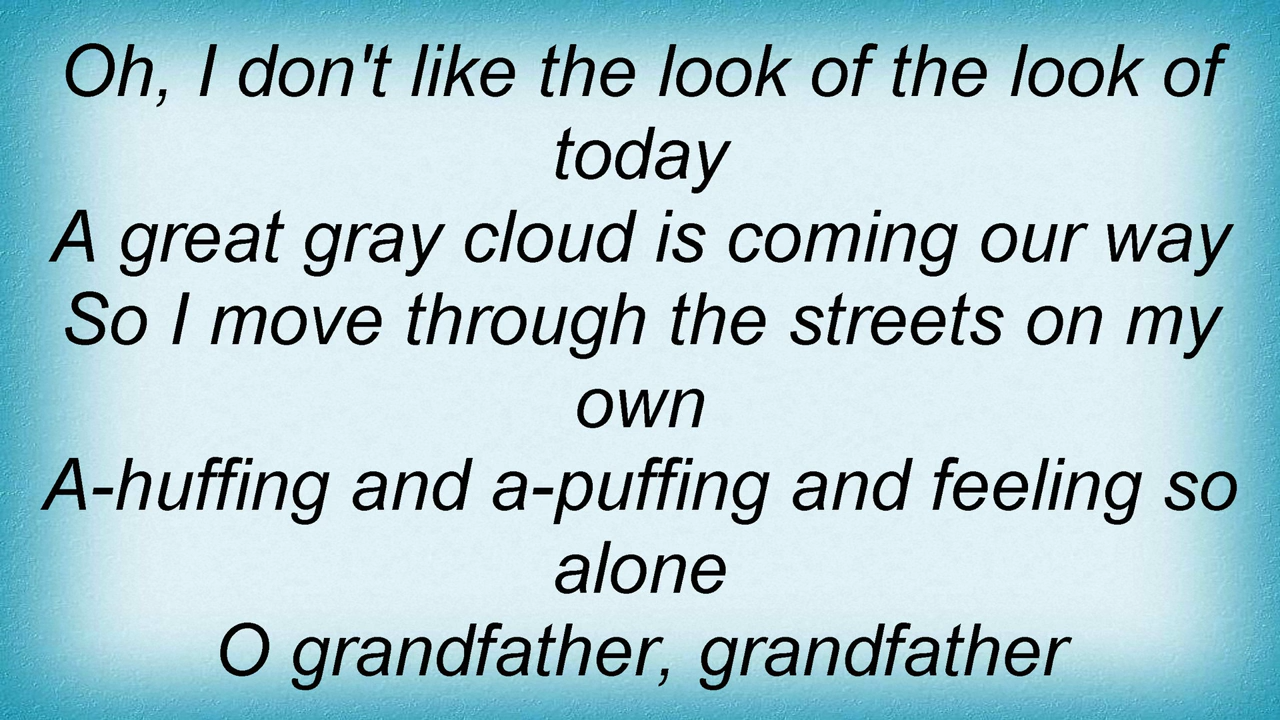 Oh, I don't like the look of the look of
today
A great gray cloud is coming our way
So I move through the streets on my
own
A-huffing and a-puffing and feeling so
alone
O grandfather, grandfather